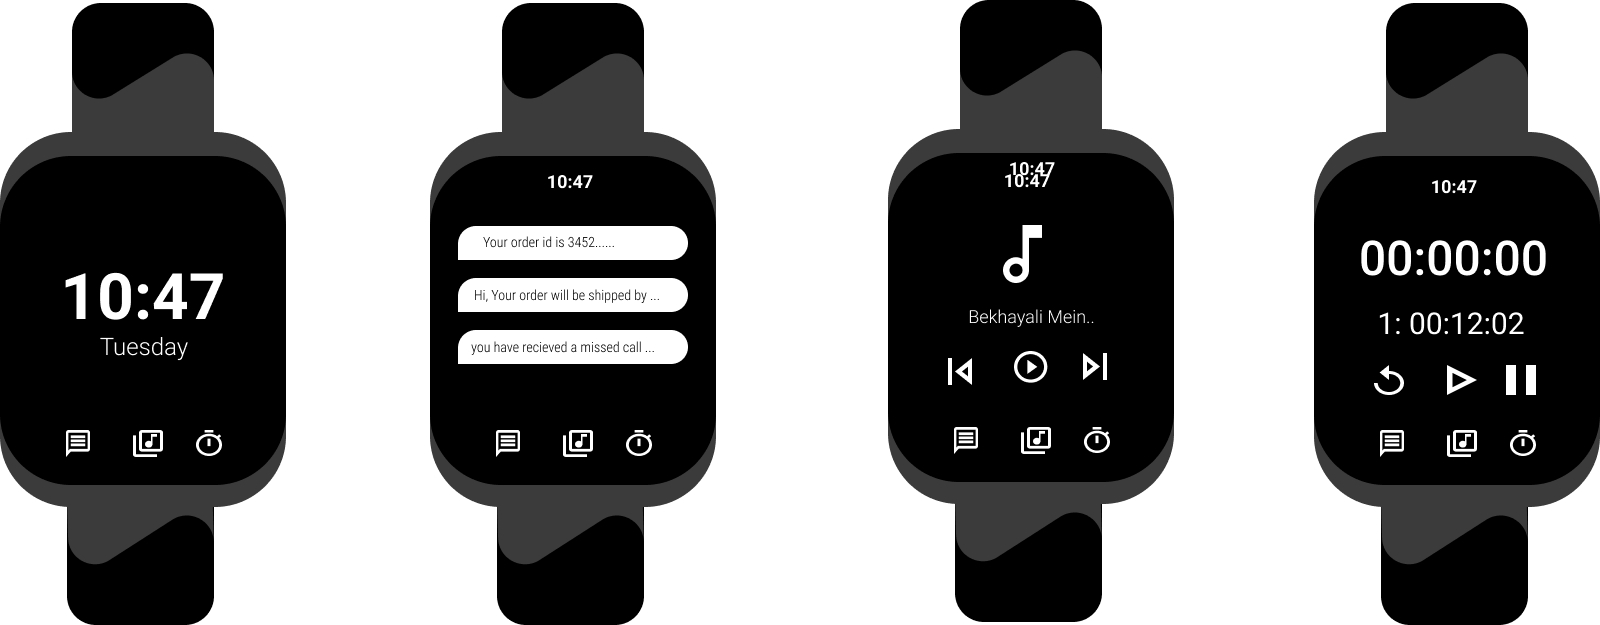 10:47
Tuesday
10:47
Your order id is 3452......
Hi, Your order will be shipped by ...
you have recieved a missed call ...
10:47
10:47
Bekhayali Mein..
10:47
00:00:00
1: 00:12:02